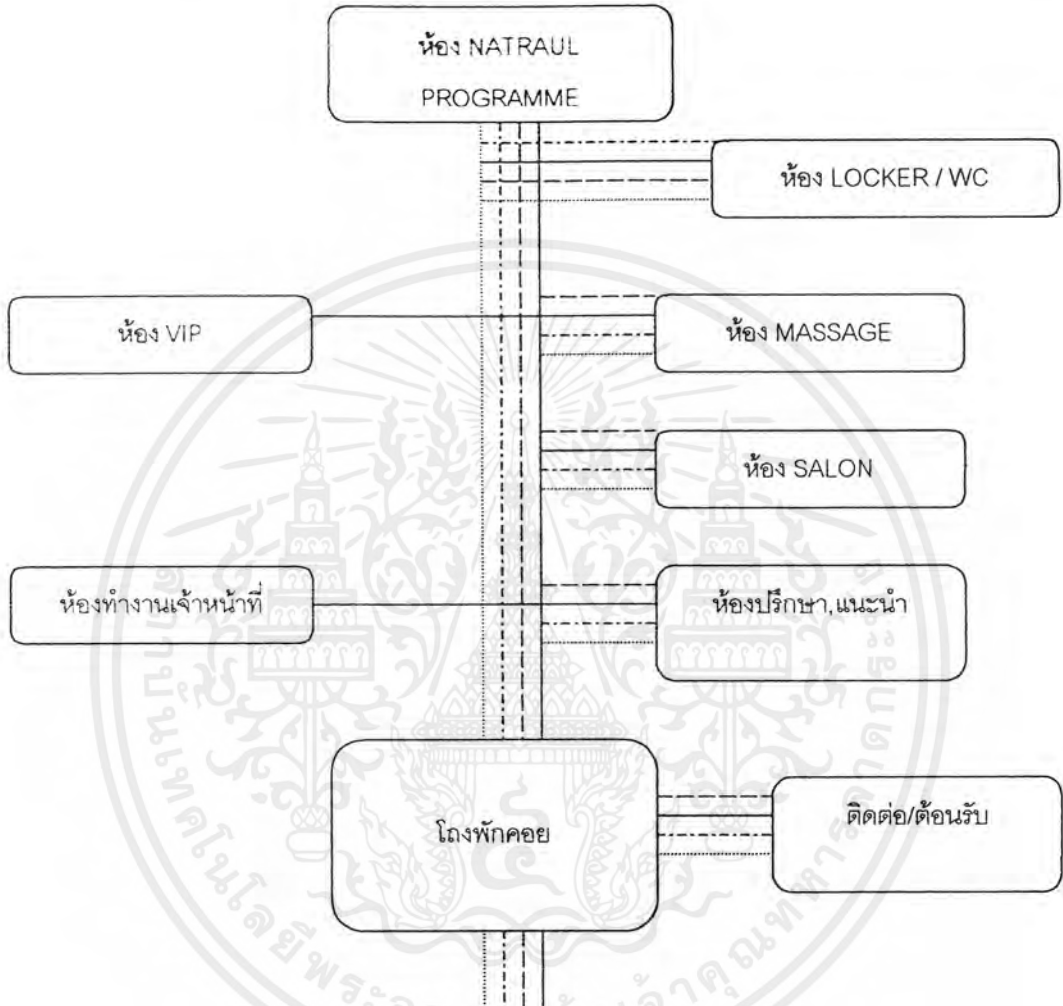 ห้อง NATRAUL
PROGRAMME
ห้อง LOCKER / WC
ห้อง VIP
ห้อง MASSAGE
ห้อง SALON
ห้องทำงานเจ้าหน้าที่
ห้องปรึกษา,แนะนำ
โถงพักคอย
ติดต่อ/ต้อนรับ